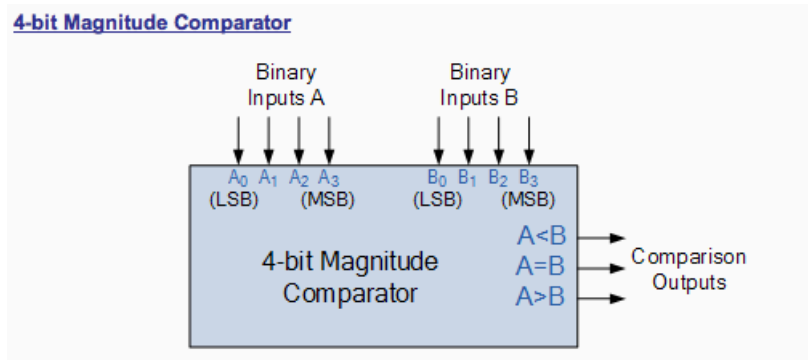 4-bit Magnitude Comparator
Binary
Inputs A
Binary
Inputs B
A₀ A₁ A₂ A₃
(LSB) (MSB)
B₀ B₁ B₂ B₃
(LSB) (MSB)
4-bit Magnitude
Comparator
A<B
A=B
A>B
Comparison
Outputs